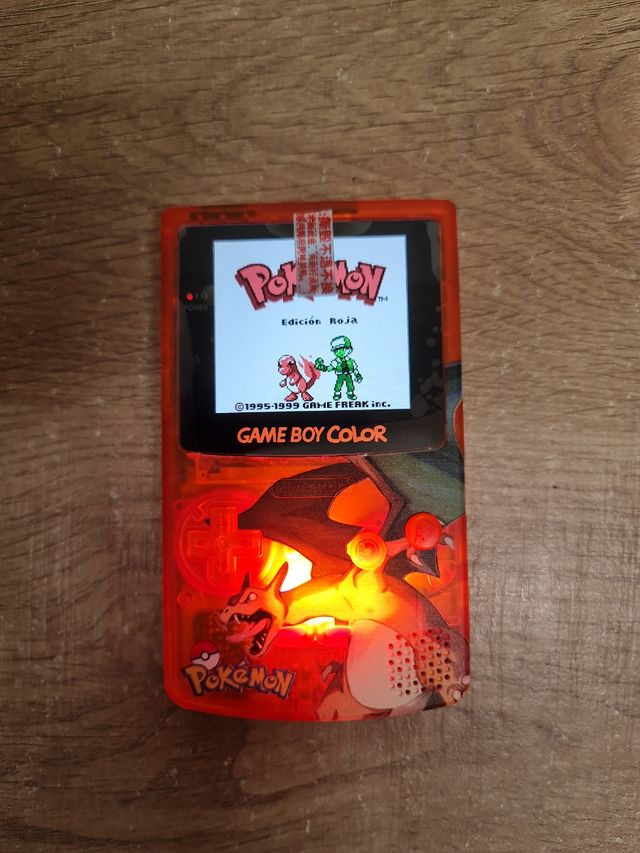 POKéMON
TM
Edición Roja
©1995-1999 GAME FREAK inc.
POWER
GAME BOY COLOR
A
POKéMON